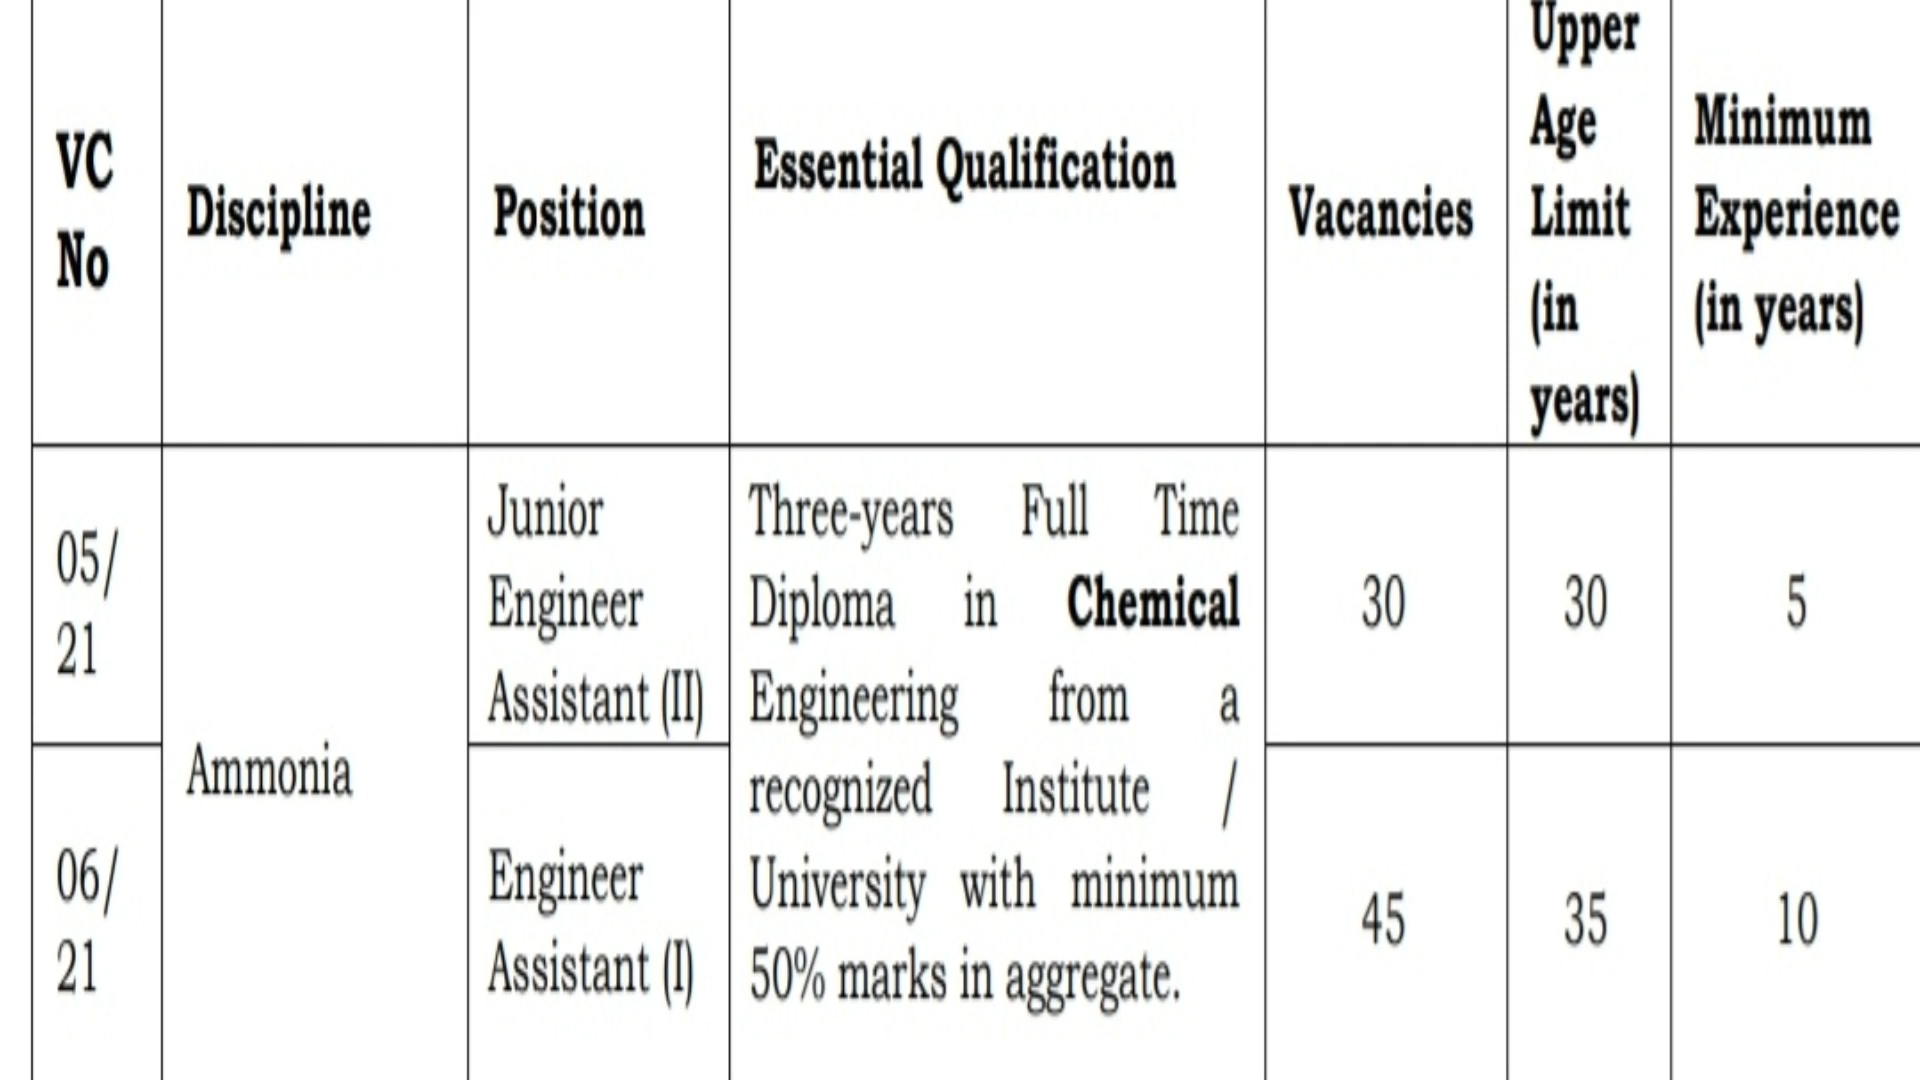 VC
No
Discipline
Position
Essential Qualification
Vacancies
Upper
Age
Limit
(in
years)
Minimum
Experience
(in years)
05/
21
Ammonia
Junior
Engineer
Assistant (II)
Three-years Full Time
Diploma in Chemical
Engineering from a
recognized Institute /
University with minimum
50% marks in aggregate.
30
30
5
06/
21
Engineer
Assistant (I)
45
35
10